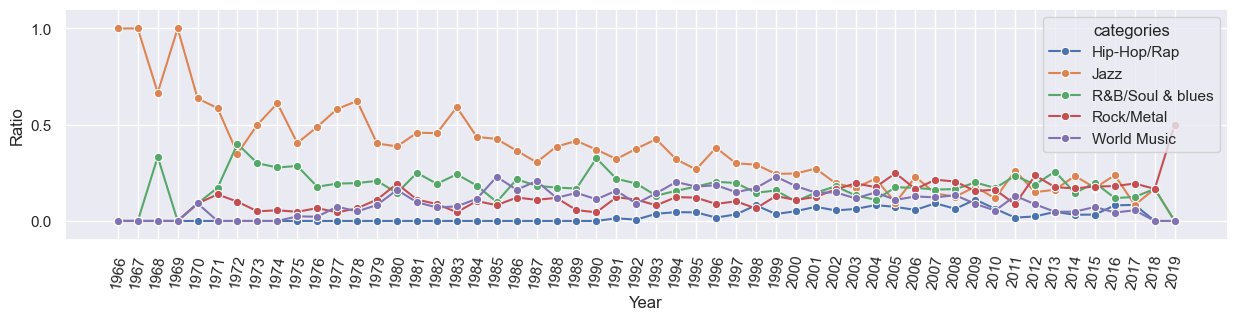 categories
Hip-Hop/Rap
Jazz
R&B/Soul & blues
Rock/Metal
World Music
1.0
0.5
0.0
Ratio
1966 1967 1968 1969 1970 1971 1972 1973 1974 1975 1976 1977 1978 1979 1980 1981 1982 1983 1984 1985 1986 1987 1988 1989 1990 1991 1992 1993 1994 1995 1996 1997 1998 1999 2000 2001 2002 2003 2004 2005 2006 2007 2008 2009 2010 2011 2012 2013 2014 2015 2016 2017 2018 2019
Year